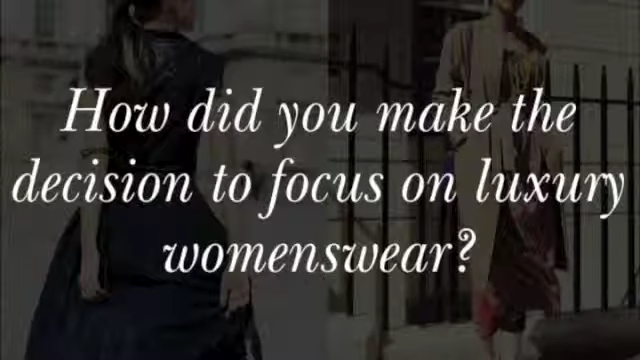 How did you make the
decision to focus on luxury
womenswear?